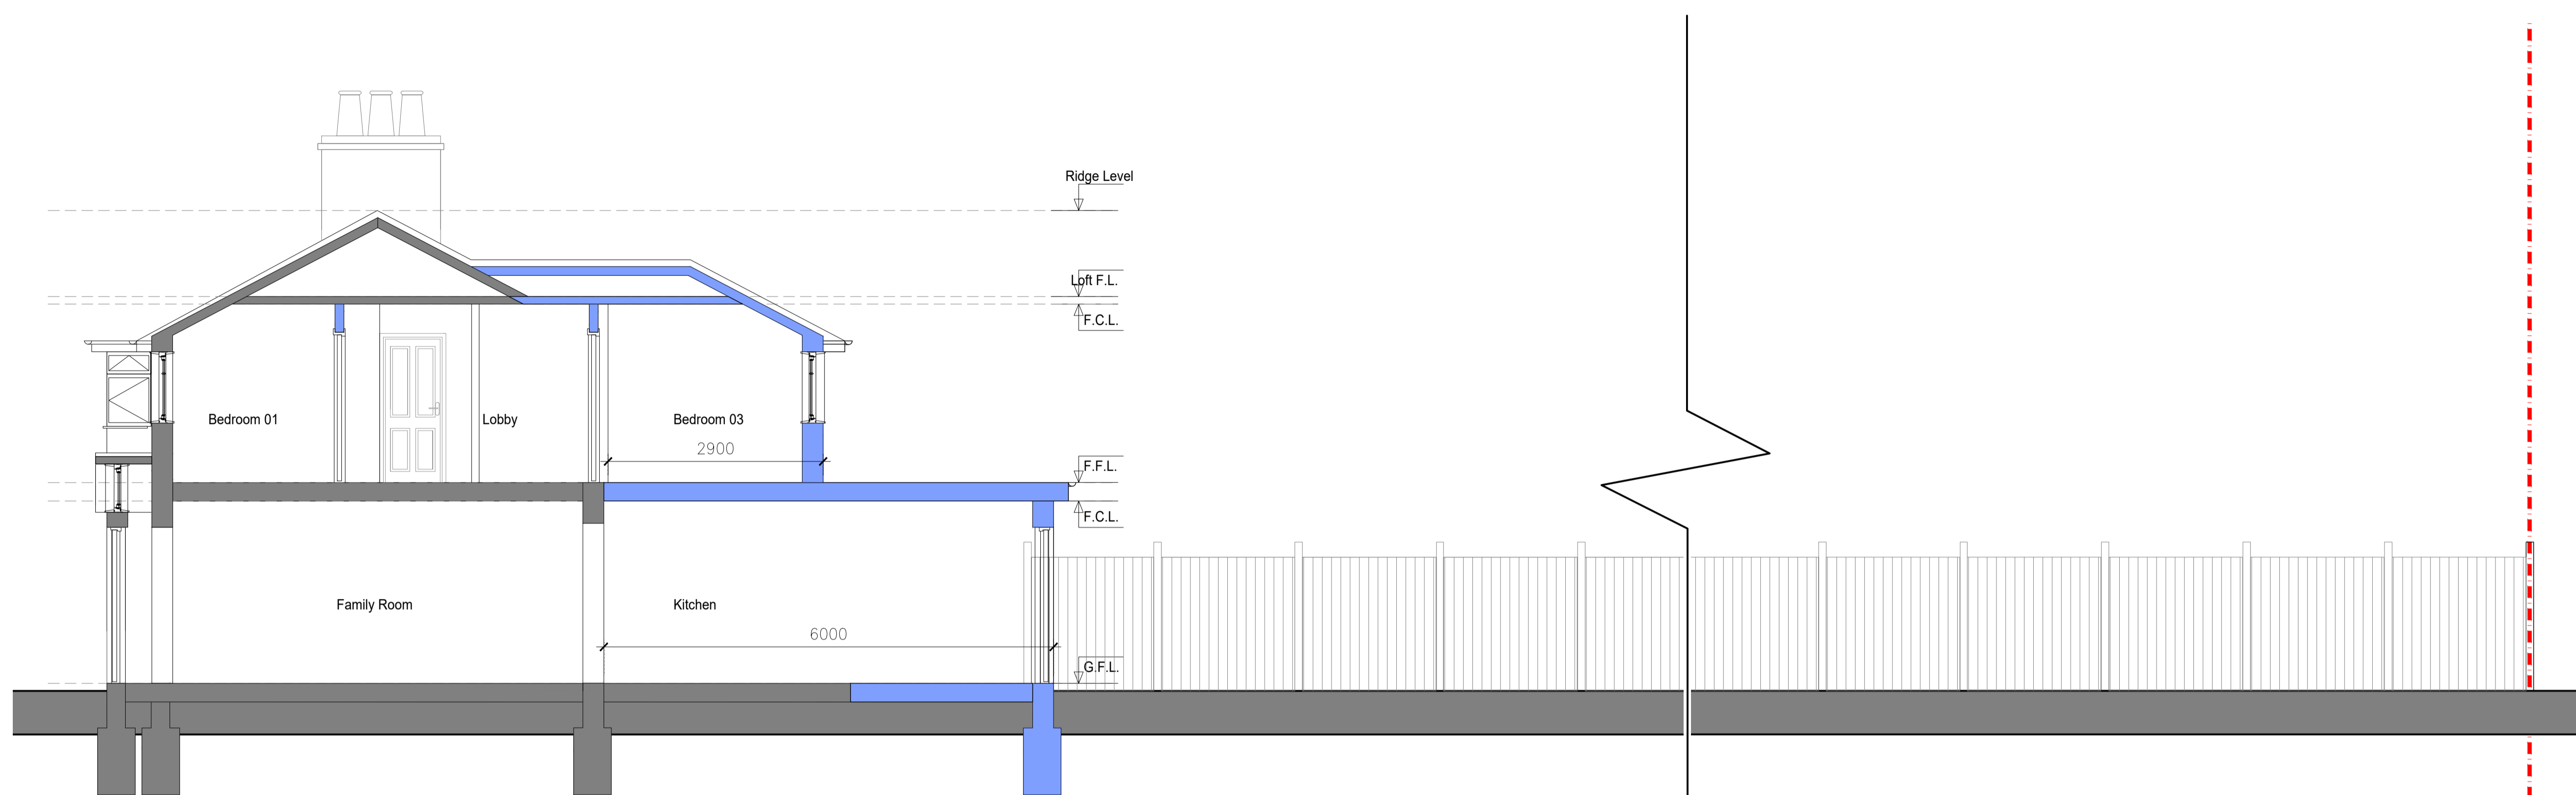 Ridge Level
Loft F.L.
F.C.L.
Bedroom 01
Lobby
Bedroom 03
2900
F.F.L.
F.C.L.
Family Room
Kitchen
6000
G.F.L.